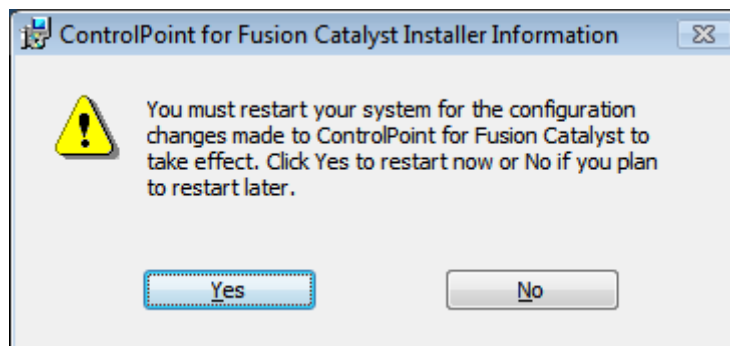 ControlPoint for Fusion Catalyst Installer Information
You must restart your system for the configuration
changes made to ControlPoint for Fusion Catalyst to
take effect. Click Yes to restart now or No if you plan
to restart later.
Yes
No